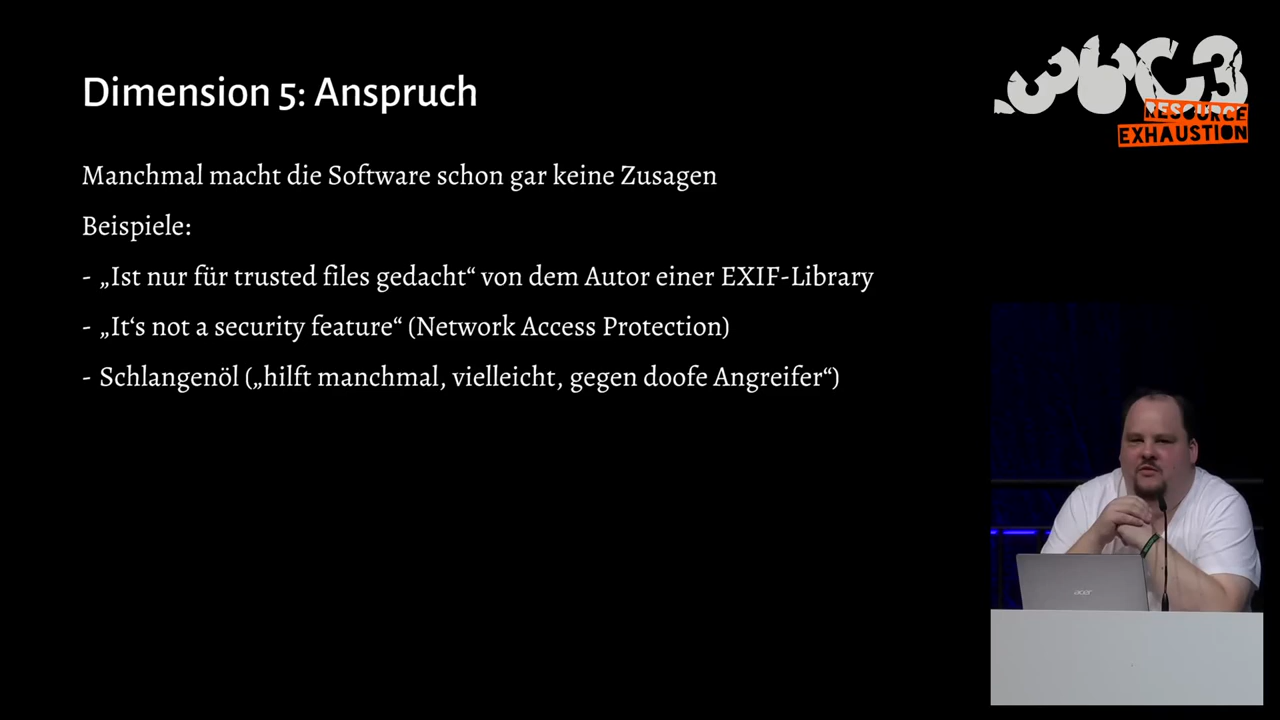 Dimension 5: Anspruch
36C3
RESOURCE
EXHAUSTION
Manchmal macht die Software schon gar keine Zusagen
Beispiele:
- „Ist nur für trusted files gedacht“ von dem Autor einer EXIF-Library
- „It‘s not a security feature“ (Network Access Protection)
- Schlangenöl („hilft manchmal, vielleicht, gegen doofe Angreifer“)
acer